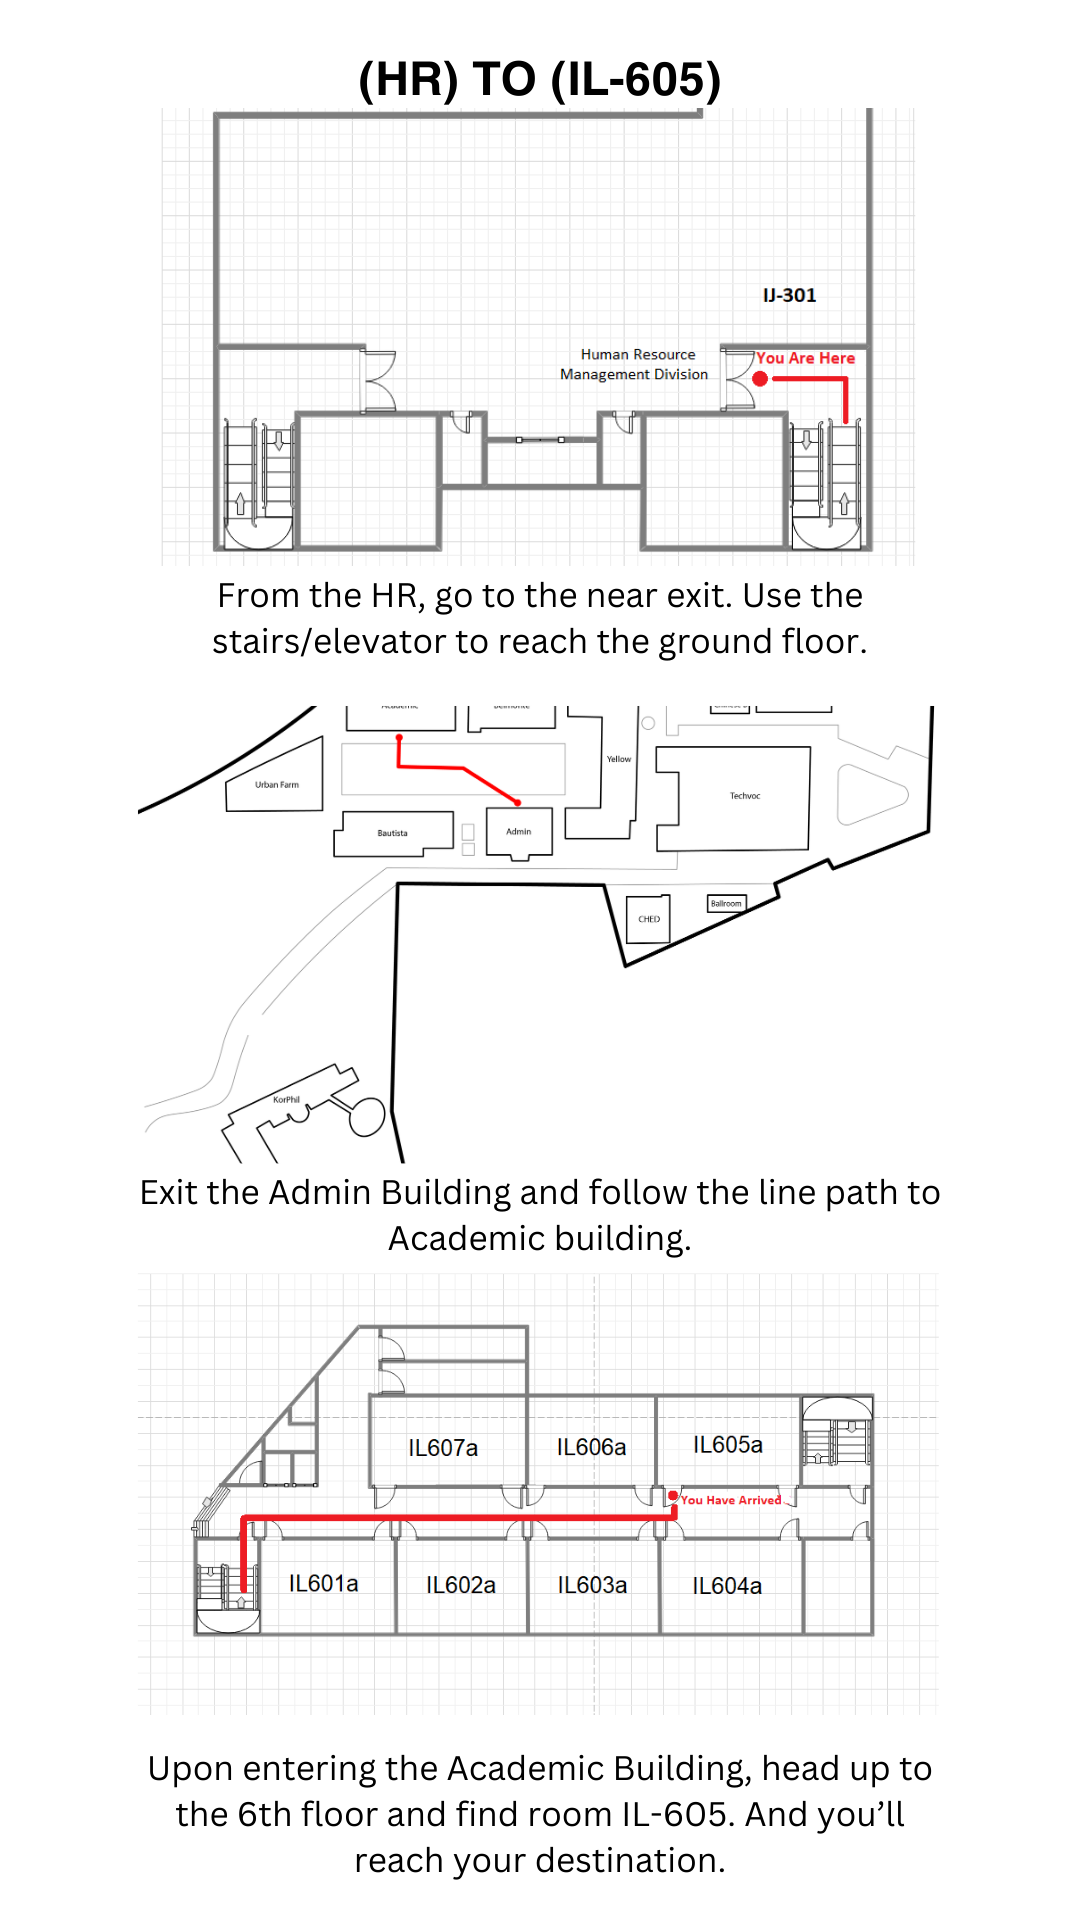 (HR) TO (IL-605)
IJ-301
Human Resource
Management Division
You Are Here
From the HR, go to the near exit. Use the
stairs/elevator to reach the ground floor.
Academic
Belmonte
Yellow
Urban Farm
Techvoc
Bautista
Admin
Ballroom
CHED
KorPhil
Exit the Admin Building and follow the line path to
Academic building.
IL607a
IL606a
IL605a
You Have Arrived
IL601a
IL602a
IL603a
IL604a
Upon entering the Academic Building, head up to
the 6th floor and find room IL-605. And you’ll
reach your destination.